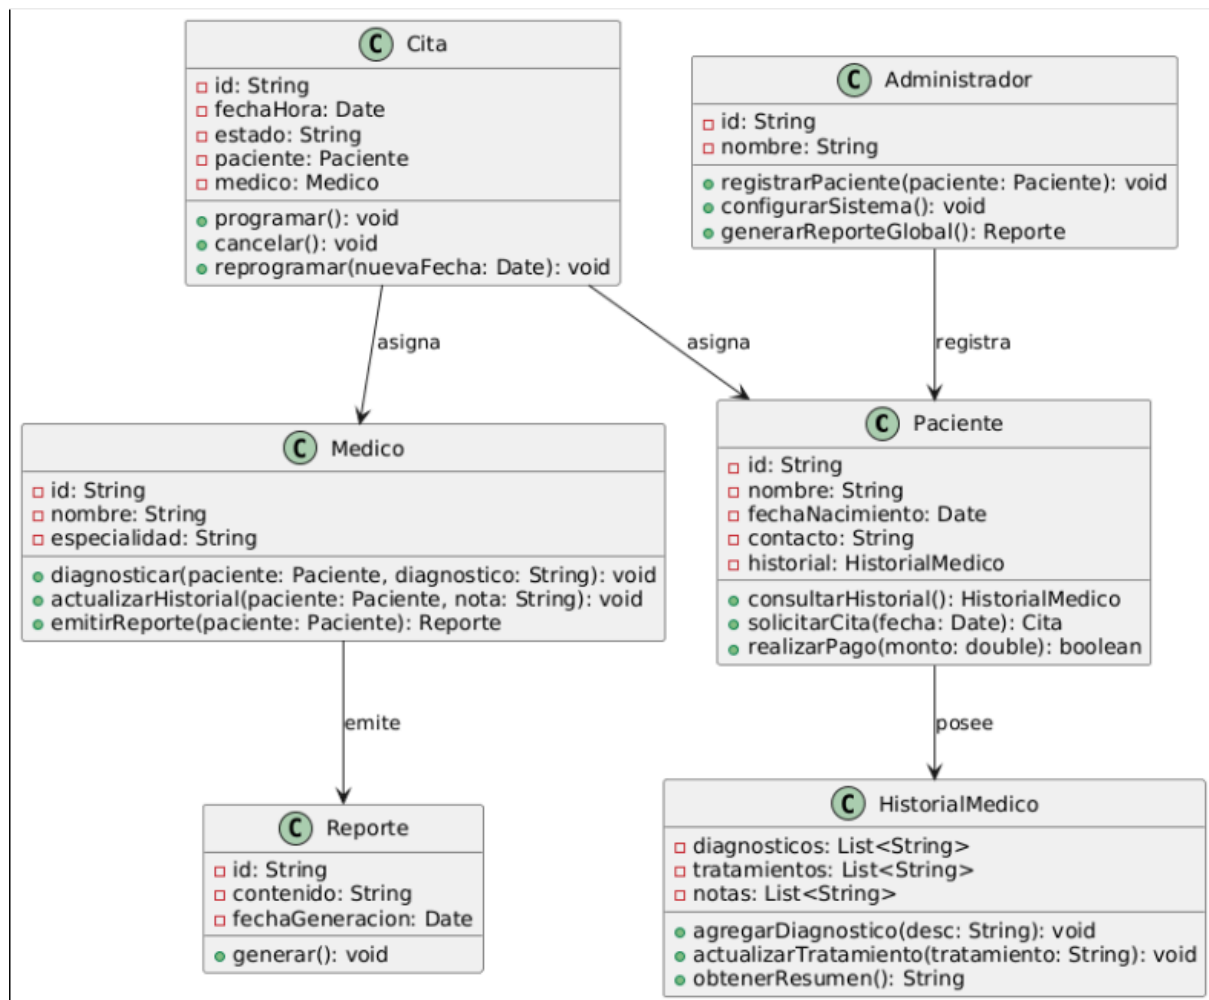 C Cita
id: String
fechaHora: Date
estado: String
paciente: Paciente
medico: Medico
programar(): void
cancelar(): void
reprogramar(nuevaFecha: Date): void
C Administrador
id: String
nombre: String
registrarPaciente(paciente: Paciente): void
configurarSistema(): void
generarReporteGlobal(): Reporte
asigna
asigna
registra
C Medico
id: String
nombre: String
especialidad: String
diagnosticar(paciente: Paciente, diagnostico: String): void
actualizarHistorial(paciente: Paciente, nota: String): void
emitirReporte(paciente: Paciente): Reporte
C Paciente
id: String
nombre: String
fechaNacimiento: Date
contacto: String
historial: HistorialMedico
consultarHistorial(): HistorialMedico
solicitarCita(fecha: Date): Cita
realizarPago(monto: double): boolean
emite
posee
C Reporte
id: String
contenido: String
fechaGeneracion: Date
generar(): void
C HistorialMedico
diagnosticos: List<String>
tratamientos: List<String>
notas: List<String>
agregarDiagnostico(desc: String): void
actualizarTratamiento(tratamiento: String): void
obtenerResumen(): String